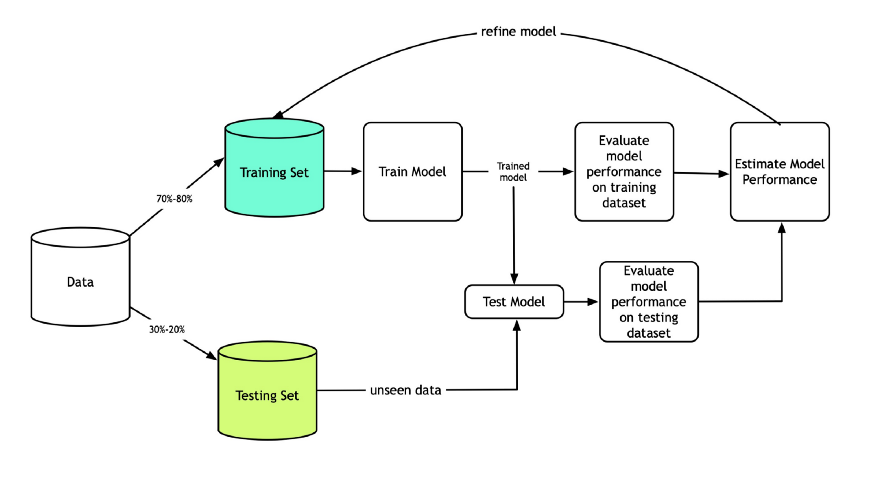 refine model
Training Set
Train Model
Trained
model
Evaluate
model
performance
on training
dataset
Estimate Model
Performance
70%-80%
Data
30%-20%
Test Model
Evaluate
model
performance
on testing
dataset
Testing Set
unseen data